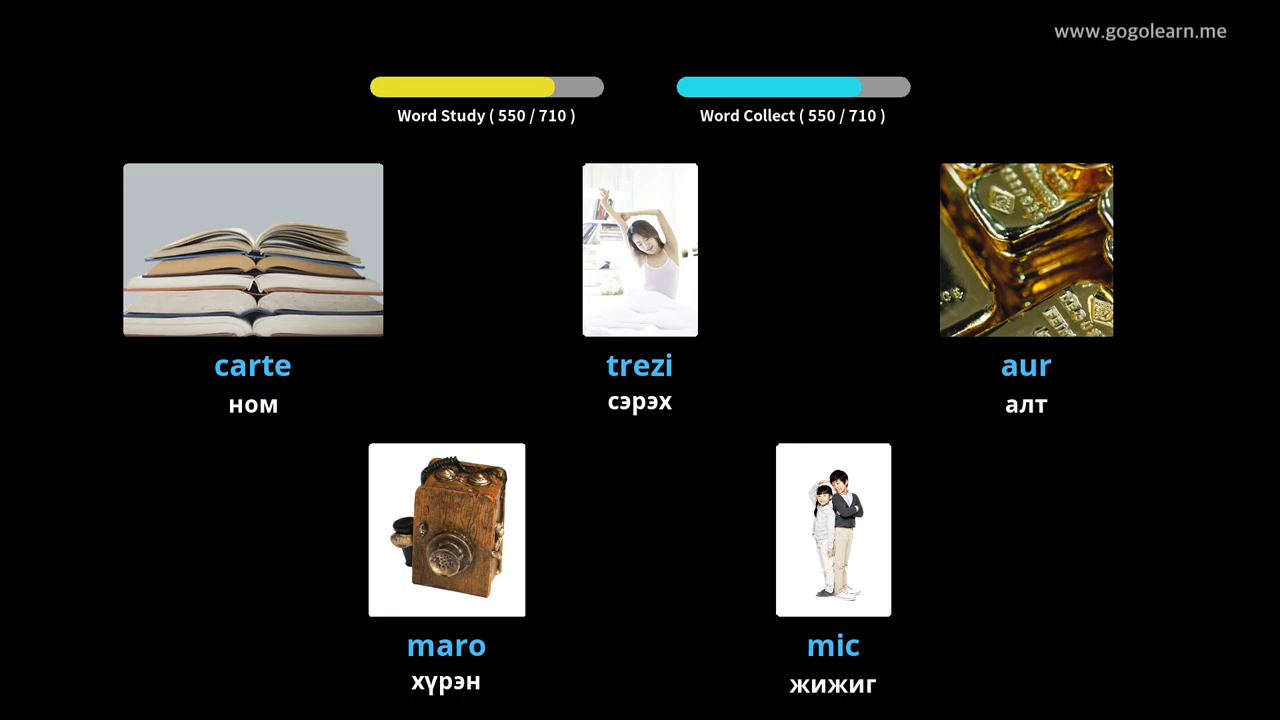 www.gogolearn.me
Word Study ( 550 / 710 )
Word Collect ( 550 / 710 )
carte
trezi
aur
ном
сэрэх
алт
maro
mic
хүрэн
жижиг